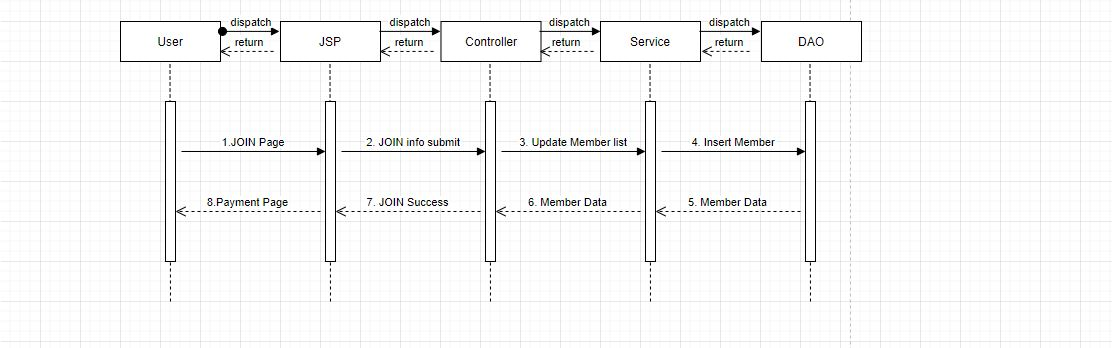 dispatch dispatch dispatch dispatch
User JSP Controller Service DAO
return return return return
1.JOIN Page 2. JOIN info submit 3. Update Member list 4. Insert Member
8.Payment Page 7. JOIN Success 6. Member Data 5. Member Data